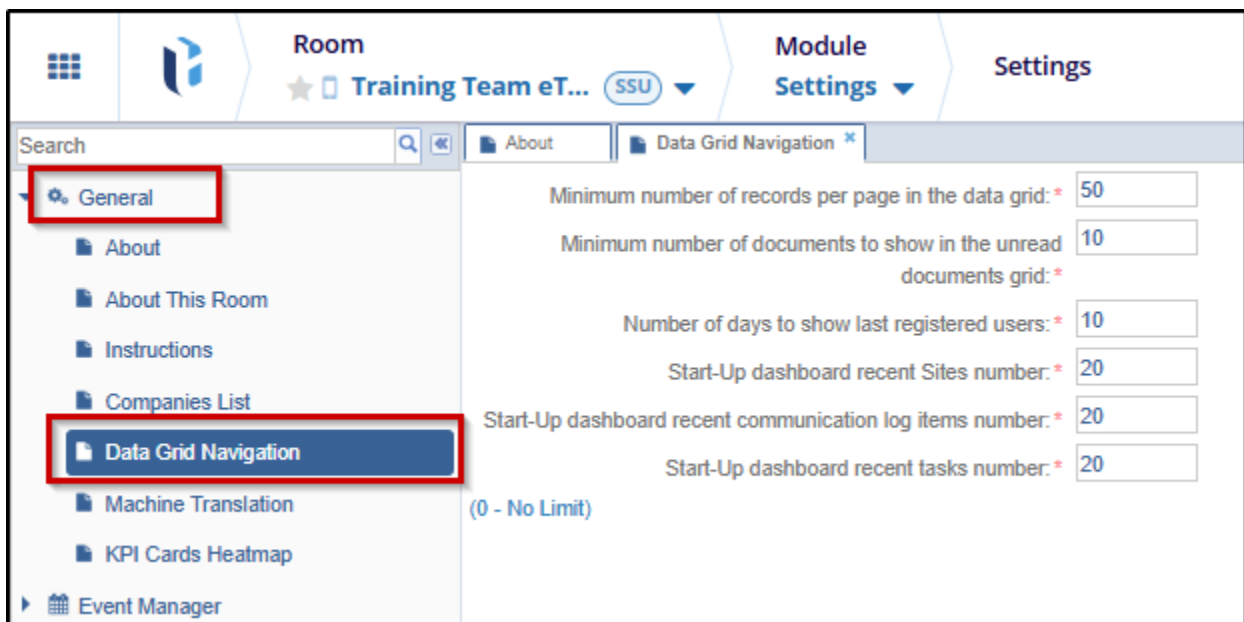 Room
Training Team eT... SSU
Module
Settings
Settings
Search
General
About
About This Room
Instructions
Companies List
Data Grid Navigation
Machine Translation
KPI Cards Heatmap
Event Manager
About
Data Grid Navigation
Minimum number of records per page in the data grid:* 50
Minimum number of documents to show in the unread 10
documents grid:*
Number of days to show last registered users:* 10
Start-Up dashboard recent Sites number:* 20
Start-Up dashboard recent communication log items number:* 20
Start-Up dashboard recent tasks number:* 20
(0 - No Limit)